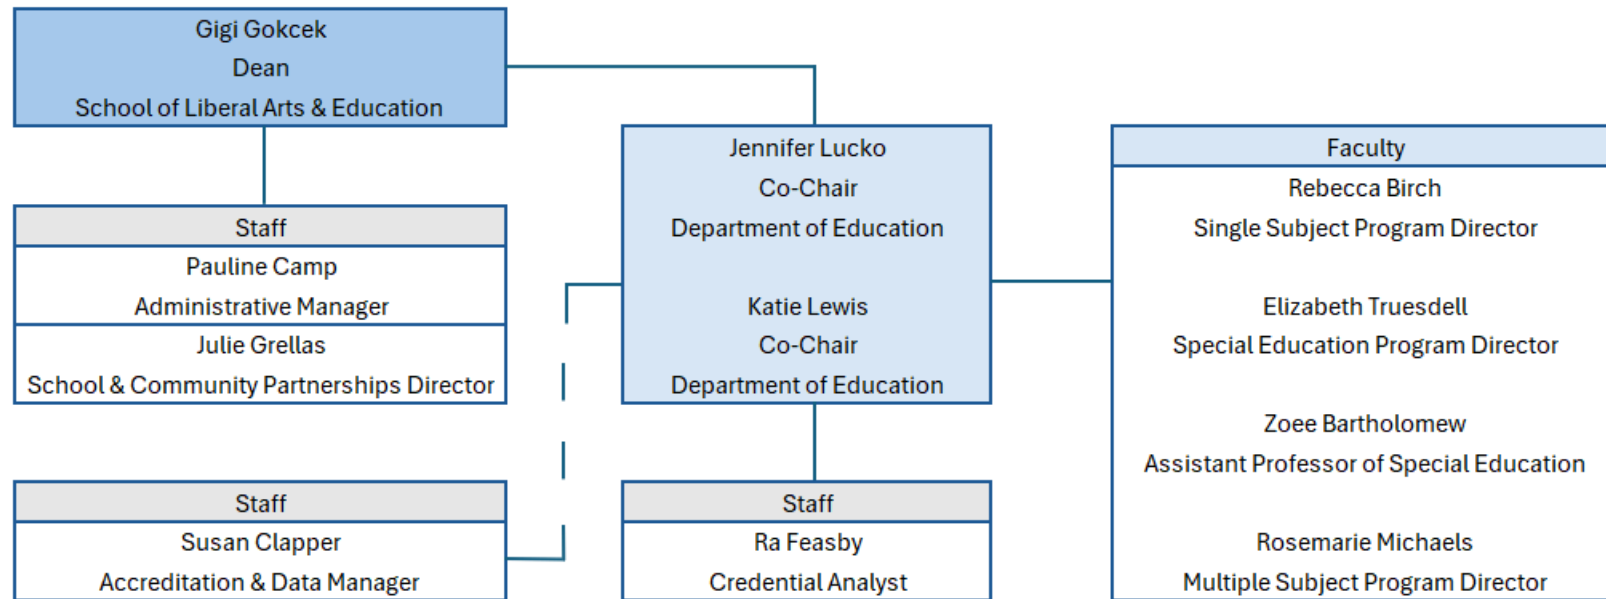 Gigi Gokcek
Dean
School of Liberal Arts & Education
Staff
Pauline Camp
Administrative Manager
Julie Grellas
School & Community Partnerships Director
Staff
Susan Clapper
Accreditation & Data Manager
Jennifer Lucko
Co-Chair
Department of Education
Katie Lewis
Co-Chair
Department of Education
Staff
Ra Feasby
Credential Analyst
Faculty
Rebecca Birch
Single Subject Program Director
Elizabeth Truesdell
Special Education Program Director
Zoee Bartholomew
Assistant Professor of Special Education
Rosemarie Michaels
Multiple Subject Program Director